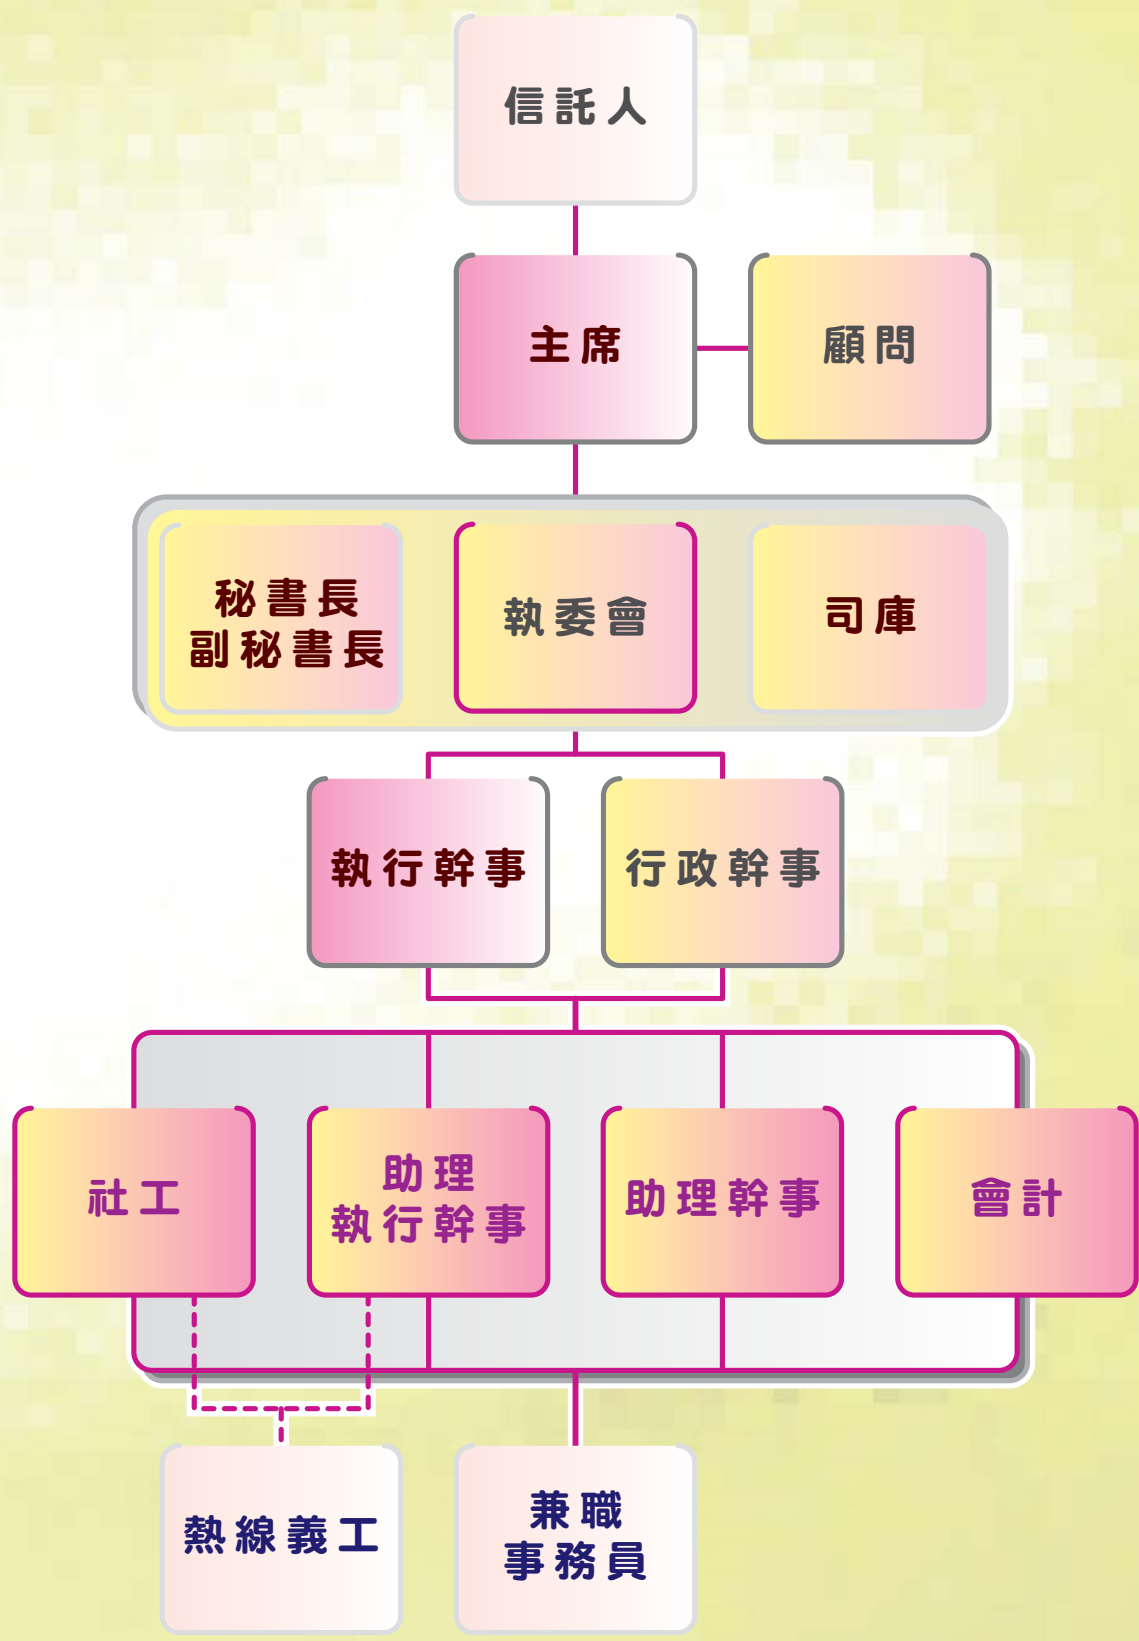 信託人
主席
顧問
秘書長
副秘書長
執委會
司庫
執行幹事
行政幹事
社工
助理
執行幹事
助理幹事
會計
熱線義工
兼職
事務員